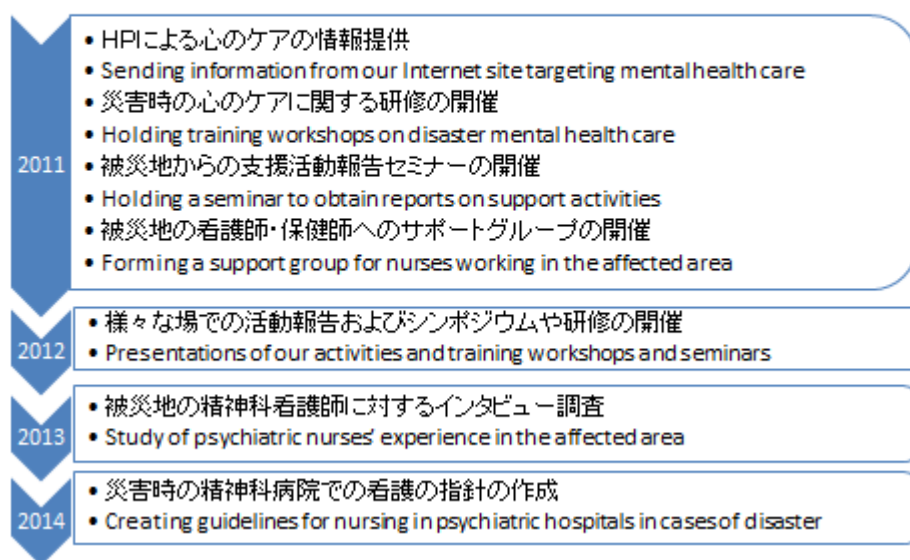 • HPによる心のケアの情報提供
• Sending information from our Internet site targeting mental health care
• 災害時の心のケアに関する研修の開催
• Holding training workshops on disaster mental health care
2011
• 被災地からの支援活動報告セミナーの開催
• Holding a seminar to obtain reports on support activities
• 被災地の看護師・保健師へのサポートグループの開催
• Forming a support group for nurses working in the affected area
2012
• 様々な場での活動報告およびシンポジウムや研修の開催
• Presentations of our activities and training workshops and seminars
2013
• 被災地の精神科看護師に対するインタビュー調査
• Study of psychiatric nurses' experience in the affected area
2014
• 災害時の精神科病院での看護の指針の作成
• Creating guidelines for nursing in psychiatric hospitals in cases of disaster